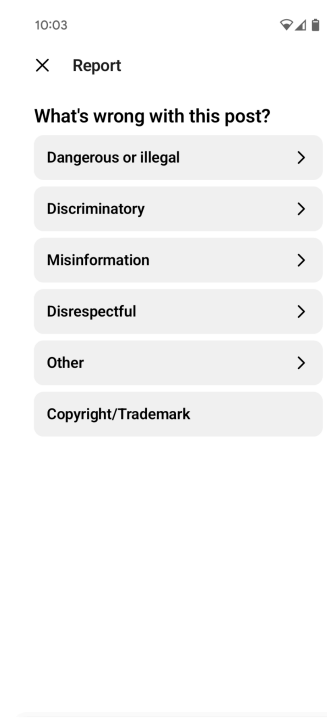 10:03
Report
What's wrong with this post?
Dangerous or illegal
Discriminatory
Misinformation
Disrespectful
Other
Copyright/Trademark